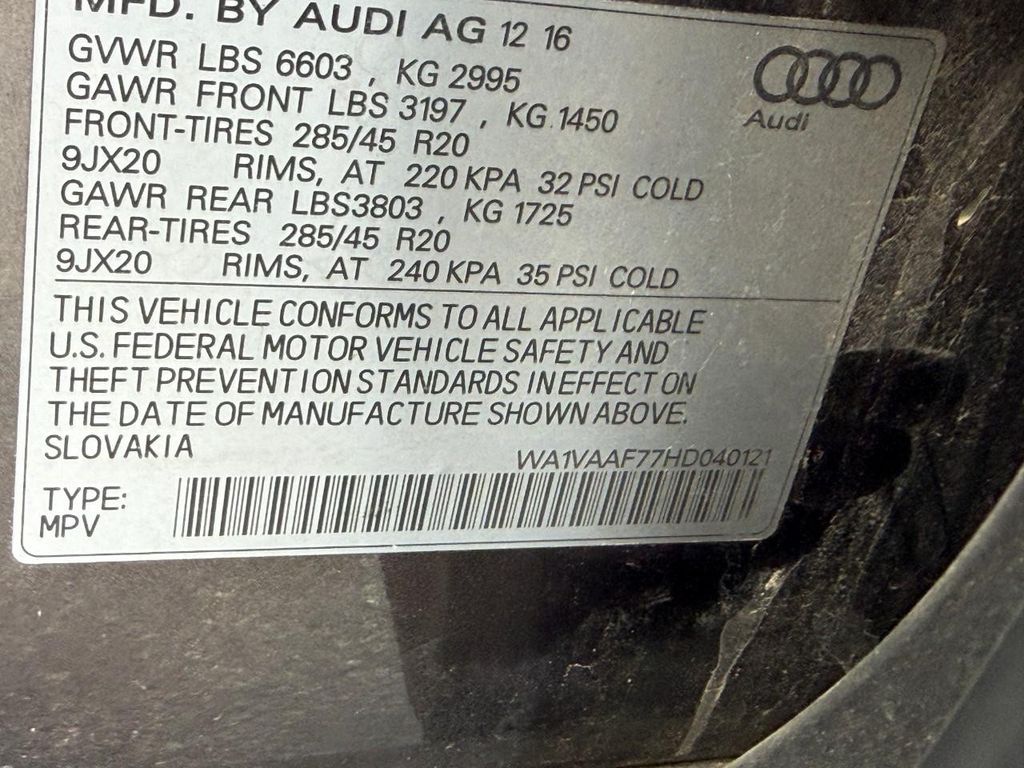 MFD. BY AUDI AG 12 16
GVWR LBS 6603 , KG 2995
GAWR FRONT LBS 3197 , KG 1450
FRONT-TIRES 285/45 R20
9JX20 RIMS, AT 220 KPA 32 PSI COLD
GAWR REAR LBS3803 , KG 1725
REAR-TIRES 285/45 R20
9JX20 RIMS, AT 240 KPA 35 PSI COLD
Audi
THIS VEHICLE CONFORMS TO ALL APPLICABLE
U.S. FEDERAL MOTOR VEHICLE SAFETY AND
THEFT PREVENTION STANDARDS IN EFFECT ON
THE DATE OF MANUFACTURE SHOWN ABOVE.
SLOVAKIA
WA1VAAF77HD040121
TYPE:
MPV